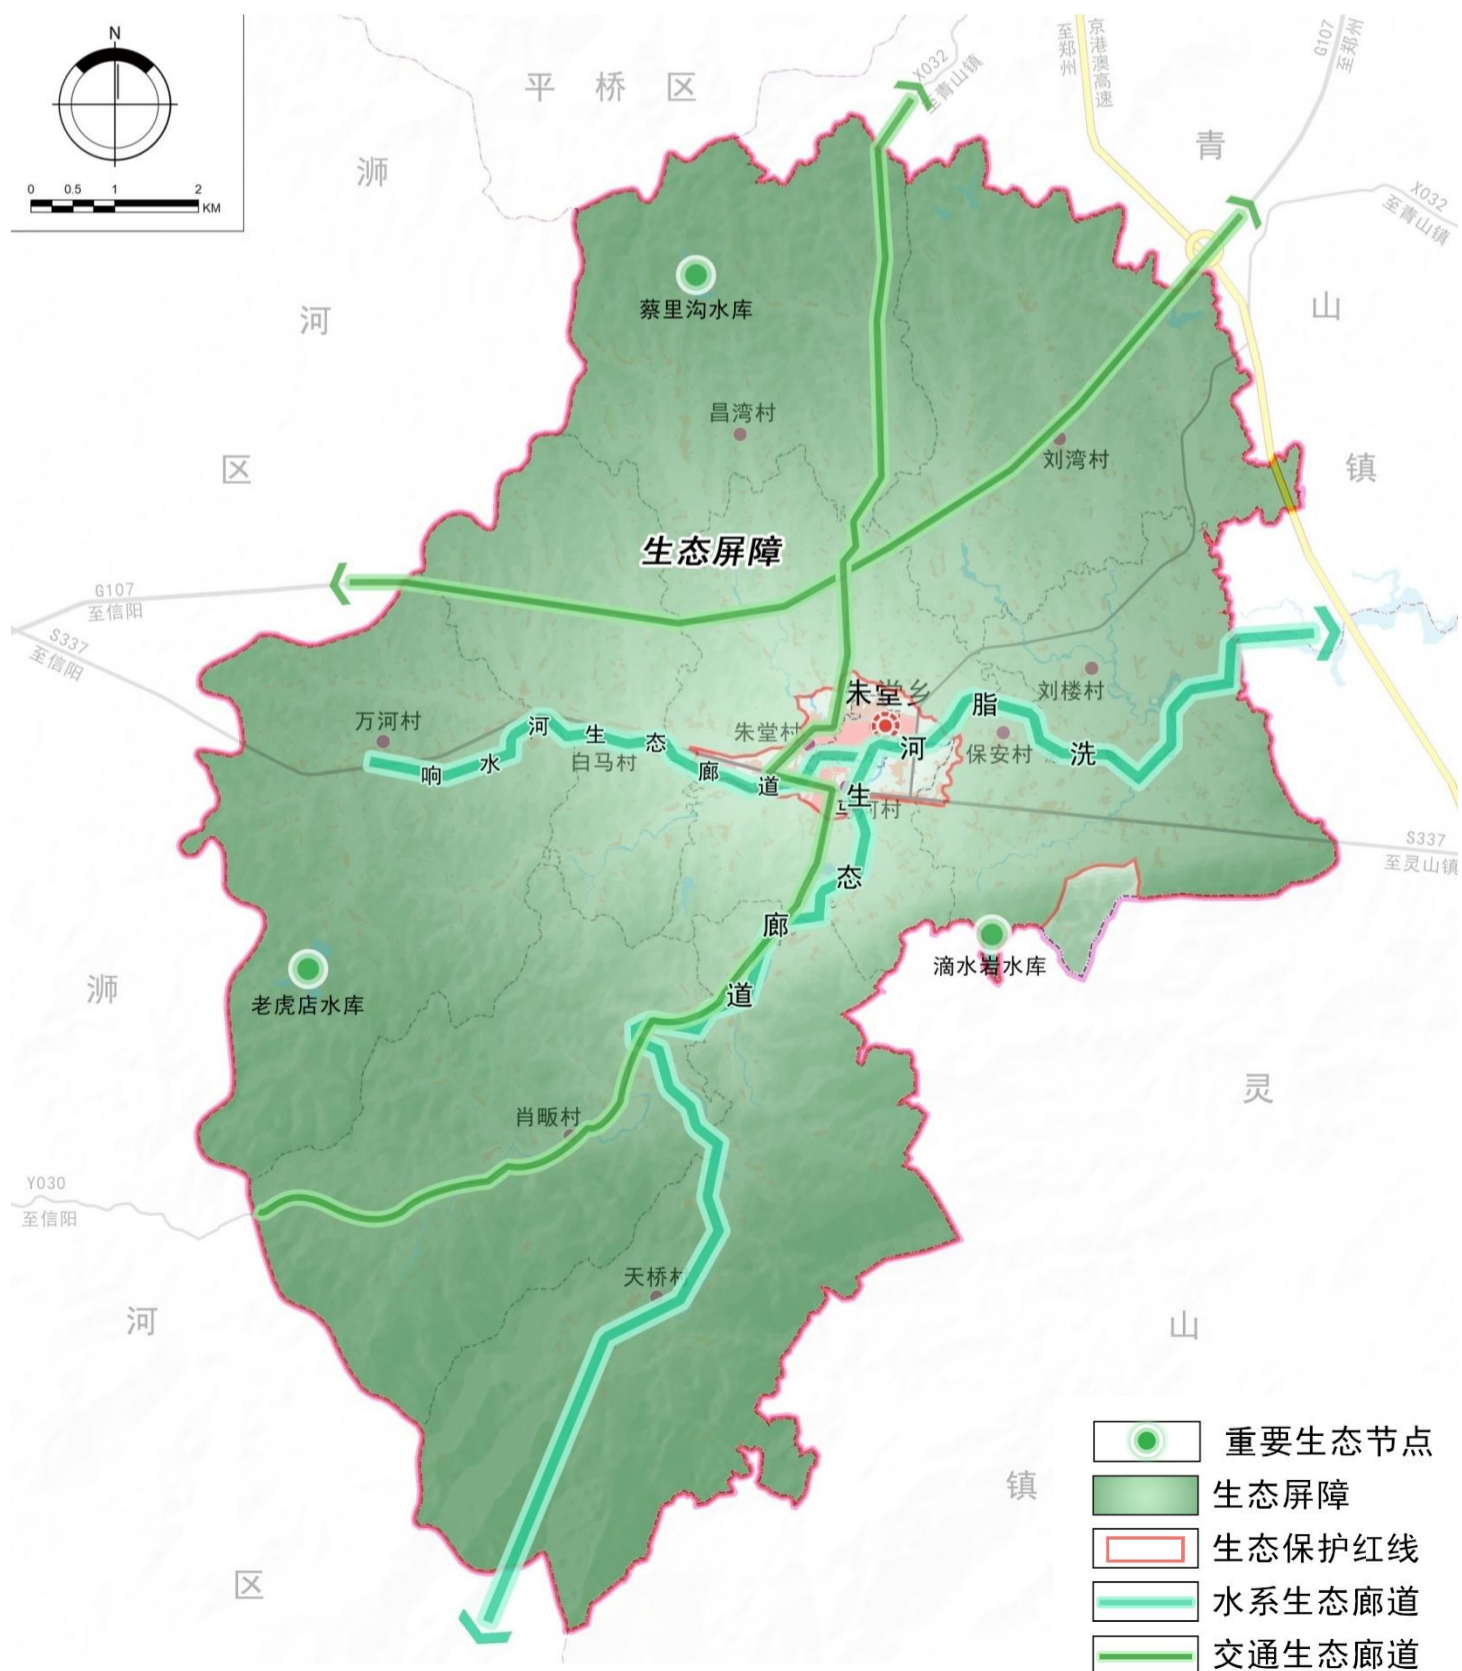 N
0 0.5 1 2
KM
平桥区
浉河区
青山镇
X032
至青山镇
至郑州
京港澳高速
G107
至郑州
X032
至青山镇
蔡里沟水库
昌湾村
刘湾村
生态屏障
G107
至信阳
S337
至信阳
万河村
响水河生态廊道
白马村
朱堂村
朱堂乡
刘楼村
保安村
洗脂河生态廊道
S337
至灵山镇
滴水岩水库
老虎店水库
浉河区
灵山镇
肖畈村
Y030
至信阳
天桥村
重要生态节点
生态屏障
生态保护红线
水系生态廊道
交通生态廊道